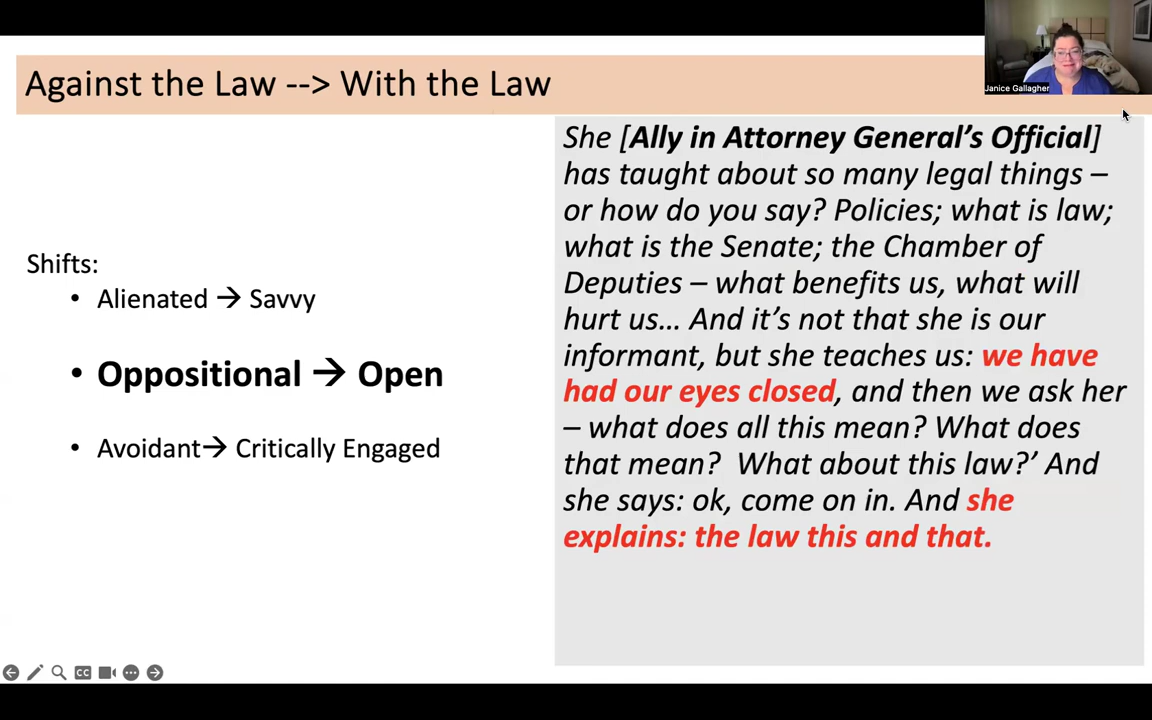 Against the Law --> With the Law
Janice Gallagher
Shifts:
• Alienated → Savvy
• Oppositional → Open
• Avoidant→ Critically Engaged
She [Ally in Attorney General's Official]
has taught about so many legal things –
or how do you say? Policies; what is law;
what is the Senate; the Chamber of
Deputies – what benefits us, what will
hurt us... And it's not that she is our
informant, but she teaches us: we have
had our eyes closed, and then we ask her
– what does all this mean? What does
that mean? What about this law?' And
she says: ok, come on in. And she
explains: the law this and that.
CC